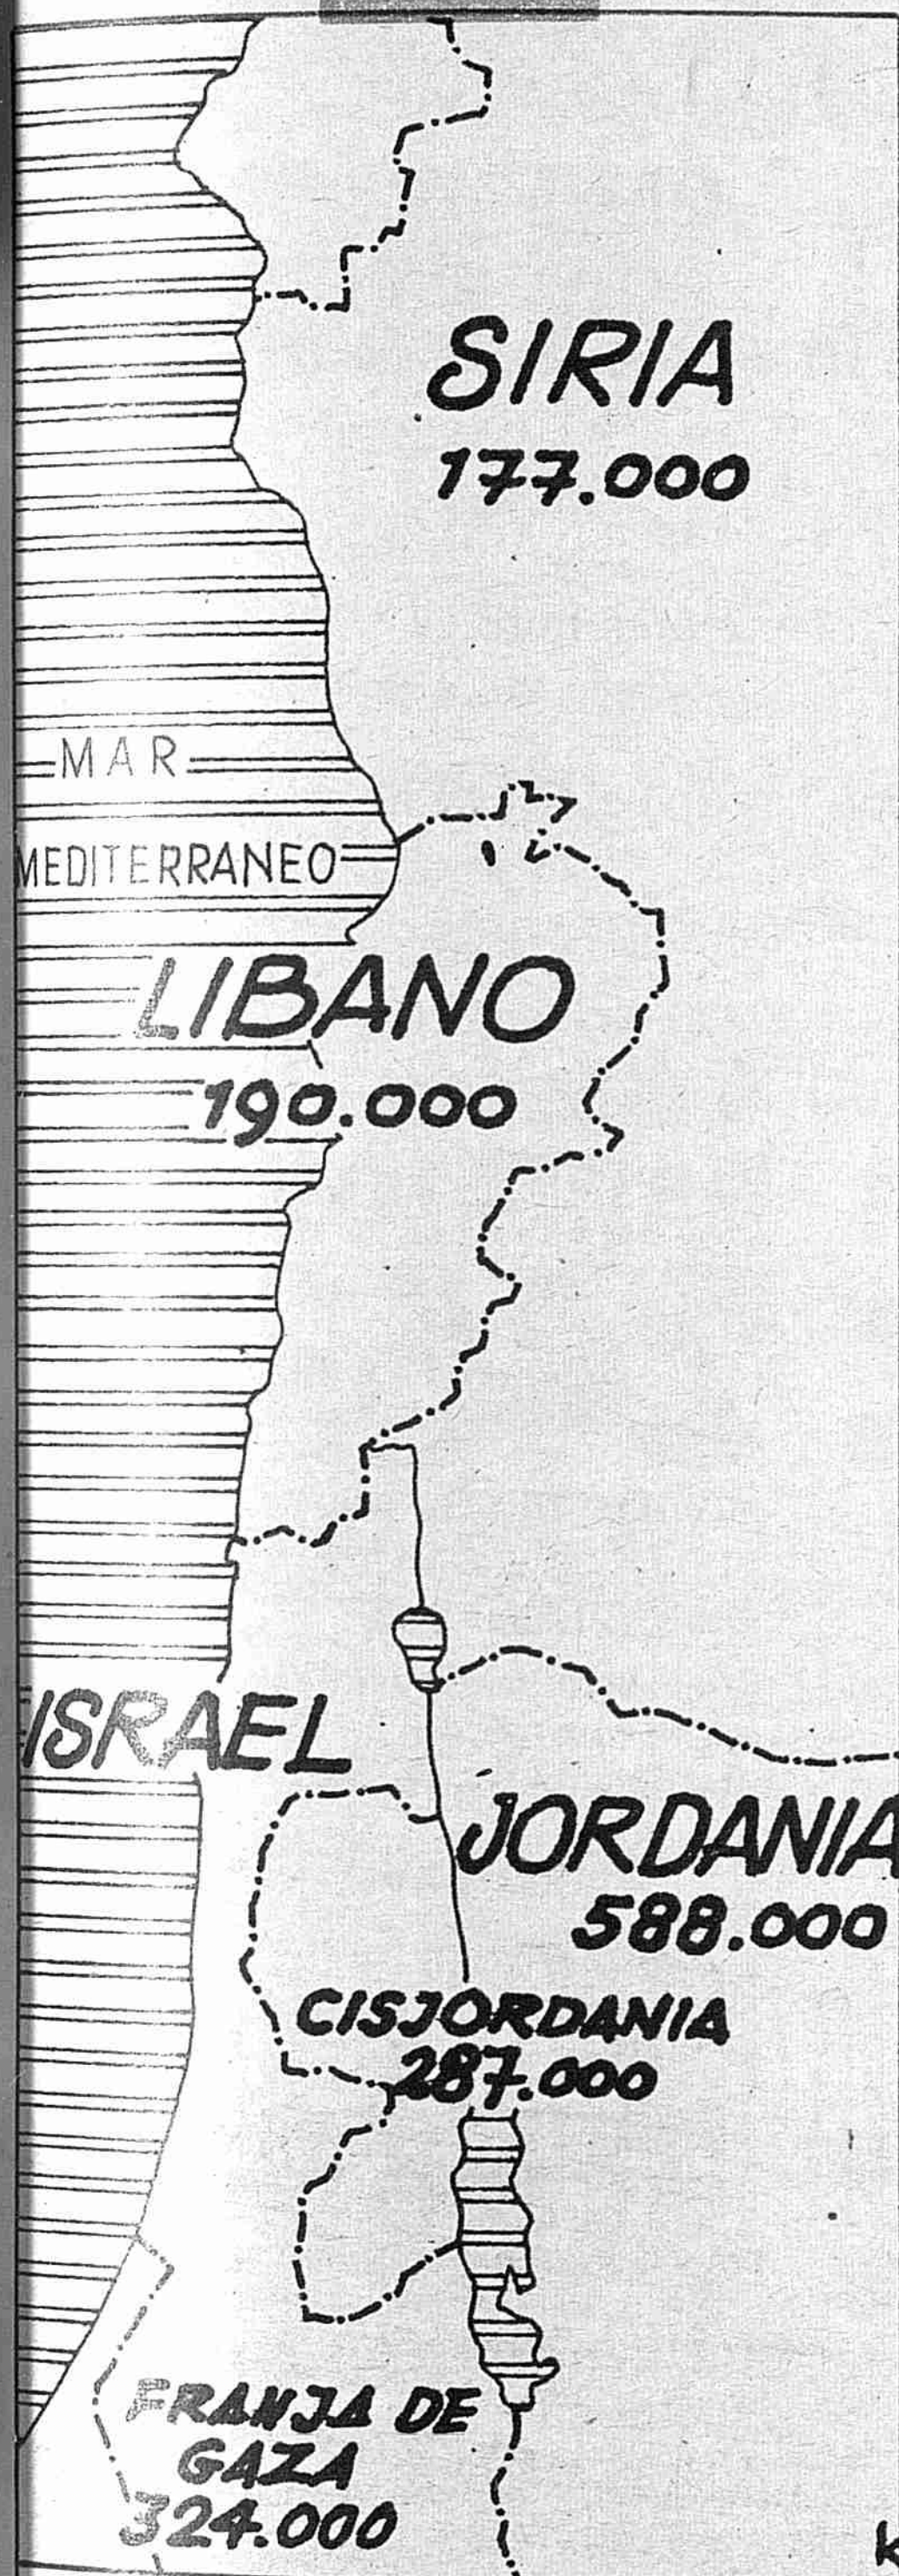 SIRIA
177.000
MAR
MEDITERRANEO
LIBANO
190.000
ISRAEL
JORDANIA
588.000
CISJORDANIA
287.000
FRANJA DE
GAZA
324.000
K